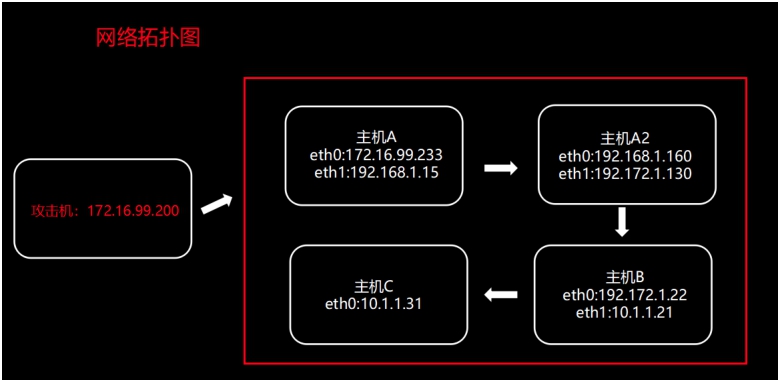 网络拓扑图
主机A
eth0:172.16.99.233
eth1:192.168.1.15
主机A2
eth0:192.168.1.160
eth1:192.172.1.130
攻击机：172.16.99.200
主机C
eth0:10.1.1.31
主机B
eth0:192.172.1.22
eth1:10.1.1.21